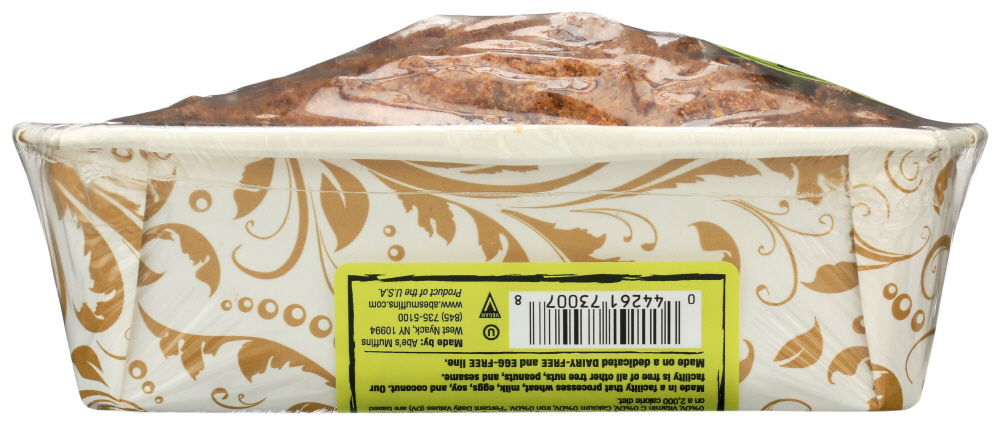 0%DV, Vitamin C 0%DV, Calcium 0%DV, Iron 0%DV. *Percent Daily Values (DV) are based
on a 2,000 calorie diet.
Made in a facility that processes milk, wheat, eggs, soy, and coconut. Our
facility is free of all other tree nuts, peanuts, and sesame.
Made on a dedicated DAIRY-FREE and EGG-FREE line.
Made by: Abe's Muffins
West Nyack, NY 10994
(845) 735-5100
www.abesmuffins.com
Product of the U.S.A.
U
VEGAN
0 44261 73007 8